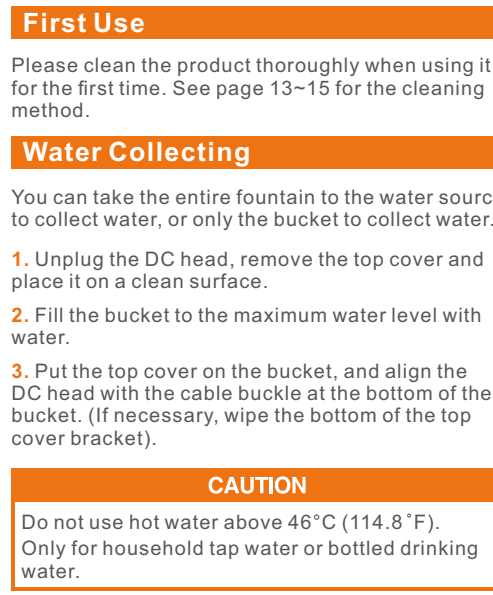 First Use
Please clean the product thoroughly when using it
for the first time. See page 13~15 for the cleaning
method.
Water Collecting
You can take the entire fountain to the water sourc
to collect water, or only the bucket to collect water.
1. Unplug the DC head, remove the top cover and
place it on a clean surface.
2. Fill the bucket to the maximum water level with
water.
3. Put the top cover on the bucket, and align the
DC head with the cable buckle at the bottom of the
bucket. (If necessary, wipe the bottom of the top
cover bracket).
CAUTION
Do not use hot water above 46°C (114.8˚F).
Only for household tap water or bottled drinking
water.